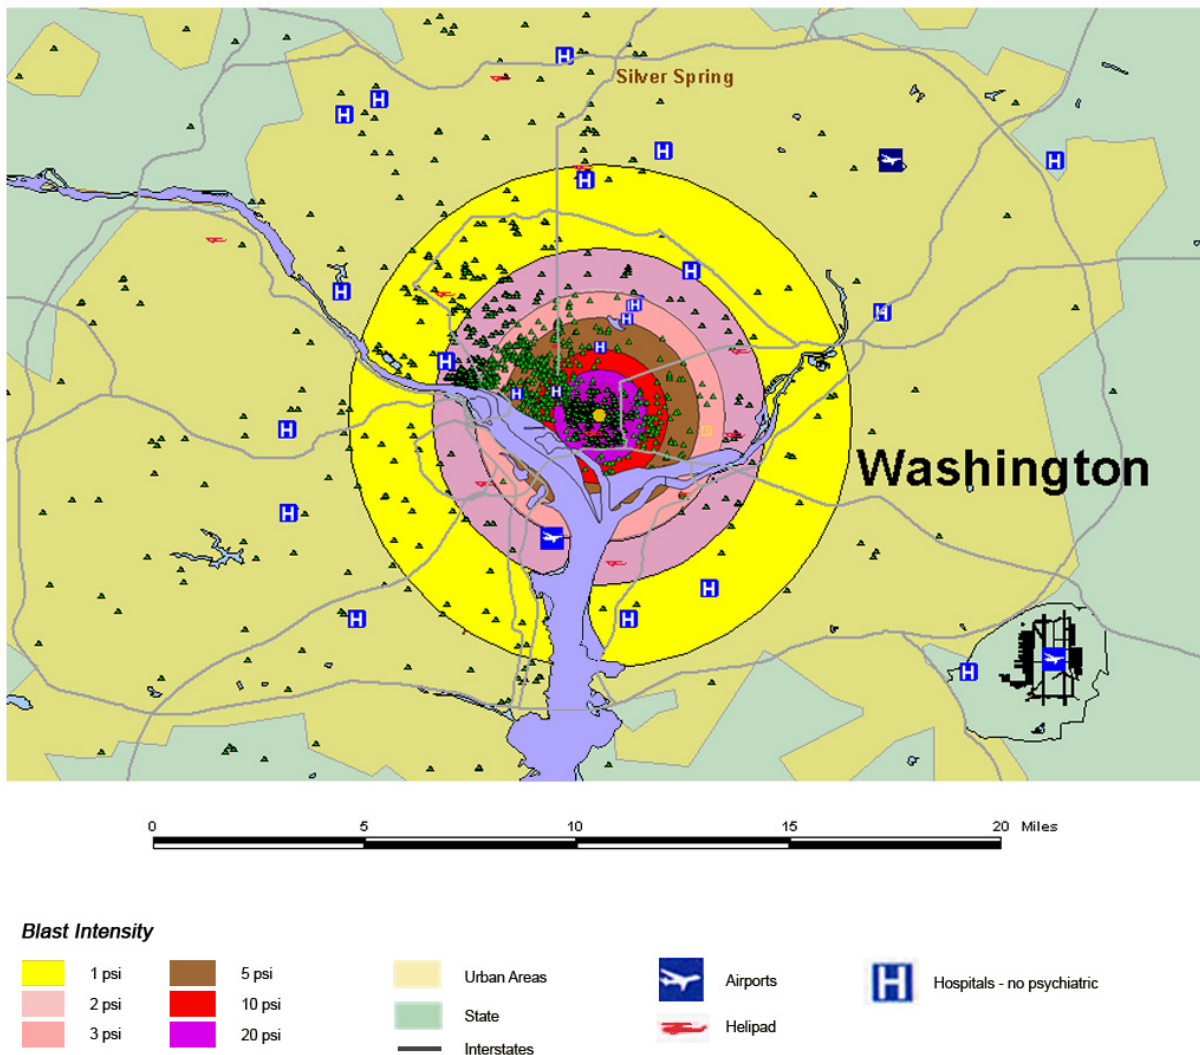 Silver Spring
Washington
0 5 10 15 20 Miles
Blast Intensity
1 psi
2 psi
3 psi
5 psi
10 psi
20 psi
Urban Areas
State
Interstates
Airports
Helipad
H Hospitals - no psychiatric